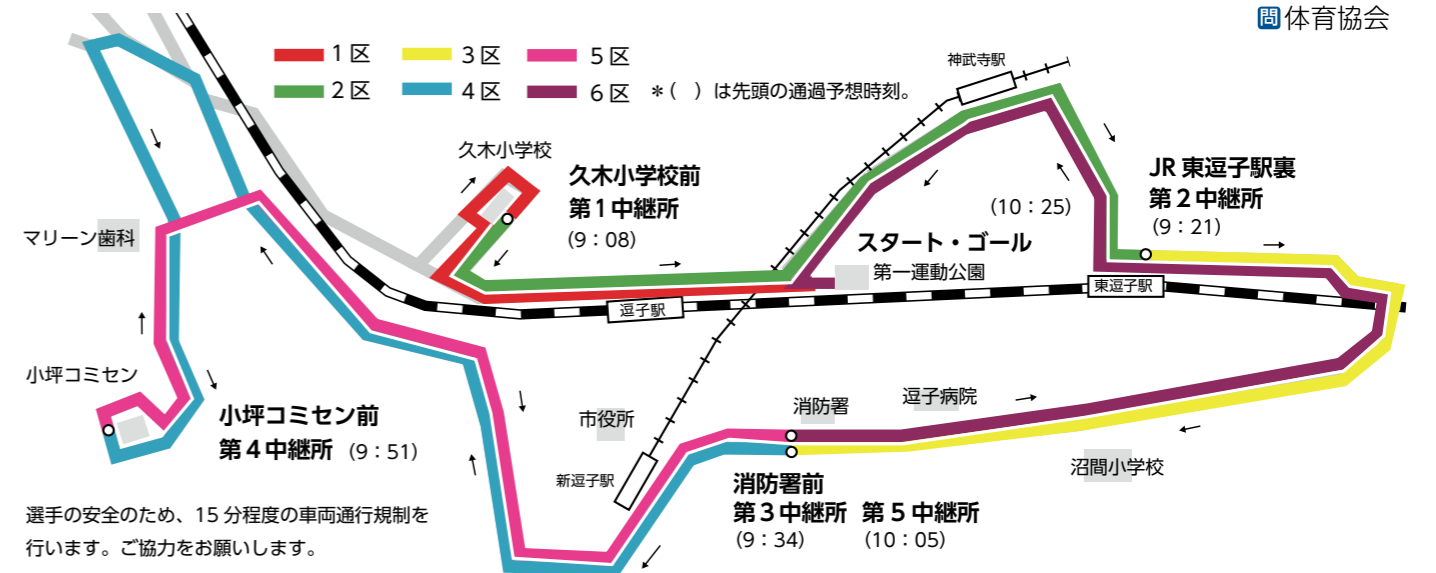 問体育協会
1区 3区 5区
2区 4区 6区 *( )は先頭の通過予想時刻。
神武寺駅
久木小学校
久木小学校前
第1中継所
(9:08)
JR 東逗子駅裏
第2中継所
(9:21)
(10:25)
スタート・ゴール
第一運動公園
マリーン歯科
逗子駅
東逗子駅
小坪コミセン
小坪コミセン前
第4中継所 (9:51)
市役所
新逗子駅
消防署
逗子病院
沼間小学校
消防署前
第3中継所 第5中継所
(9:34) (10:05)
選手の安全のため、15 分程度の車両通行規制を
行います。ご協力をお願いします。